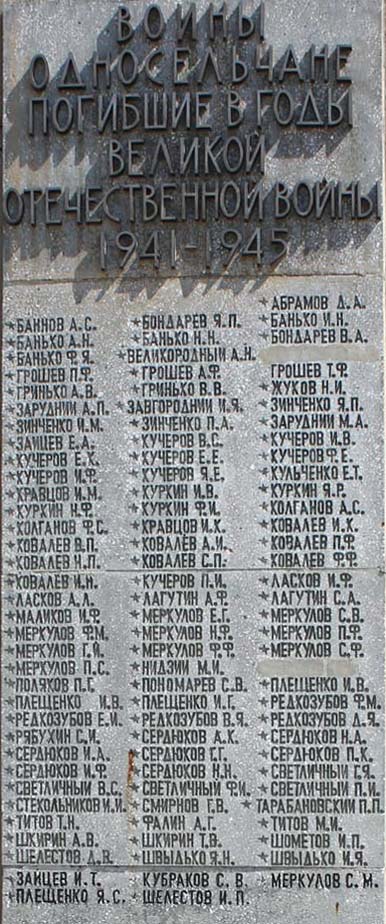 ВОИНЫ
ОДНОСЕЛЬЧАНЕ
ПОГИБШИЕ В ГОДЫ
ВЕЛИКОЙ
ОТЕЧЕСТВЕННОЙ ВОЙНЫ
1941-1945
*АБРАМОВ Д.А.
*БАННОВ А.С. *БОНДАРЕВ Я.П. *БАНЬКО И.Н.
*БАНЬКО А.Н. *БАНЬКО Н.Н. *БОНДАРЕВ В.А.
*БАНЬКО Ф.Я. *ВЕЛИКОРОДНЫЙ А.Н.
*ГРОШЕВ П.Ф. *ГРОШЕВ А.Ф. ГРОШЕВ Т.Ф.
*ГРИНЬКО А.В. *ГРИНЬКО В.В. *ЖУКОВ Н.И.
*ЗАРУДНИЙ А.П. *ЗАВГОРОДНИЙ И.Я. *ЗИНЧЕНКО Я.П.
*ЗИНЧЕНКО И.М. *ЗИНЧЕНКО П.А. *ЗАРУДНИЙ М.А.
*ЗАЙЦЕВ Е.А. *КУЧЕРОВ В.С. *КУЧЕРОВ И.В.
*КУЧЕРОВ Е.Х. *КУЧЕРОВ Е.Е. *КУЧЕРОВ Ф.Е.
*КУЧЕРОВ И.Ф. *КУЧЕРОВ Я.Е. *КУЛЬЧЕНКО Е.Т.
*КРАВЦОВ И.М. *КУРКИН И.В. *КУРКИН Я.Р.
*КУРКИН Н.Ф. *КУРКИН Ф.И. *КОЛГАНОВ А.С.
*КОЛГАНОВ Ф.С. *КРАВЦОВ И.К. *КОВАЛЕВ И.К.
*КОВАЛЕВ В.П. *КОВАЛЕВ А.И. *КОВАЛЕВ П.Ф.
*КОВАЛЕВ Н.П. *КОВАЛЕВ С.П. *КОВАЛЕВ Ф.Ф.
*КОВАЛЕВ И.Н. *КУЧЕРОВ П.И. *ЛАСКОВ И.Ф.
*ЛАСКОВ А.Л. *ЛАГУТИН А.Ф. *ЛАГУТИН С.А.
*МАЛИКОВ И.Ф. *МЕРКУЛОВ Е.Г. *МЕРКУЛОВ С.В.
*МЕРКУЛОВ Ф.М. *МЕРКУЛОВ Н.Ф. *МЕРКУЛОВ П.Ф.
*МЕРКУЛОВ Г.Й. *МЕРКУЛОВ Ф.Ф. *МЕРКУЛОВ С.Ф.
*МЕРКУЛОВ П.С. *НИДЗИЙ М.И.
*ПОЛЯКОВ П.Г. *ПОНОМАРЕВ С.В. *ПЛЕЩЕНКО И.В.
*ПЛЕЩЕНКО И.В. *ПЛЕЩЕНКО И.Г. *РЕДКОЗУБОВ Ф.М.
*РЕДКОЗУБОВ Е.И. *РЕДКОЗУБОВ В.Я. *РЕДКОЗУБОВ Д.Я.
*РЯБУХИН С.И. *СЕРДЮКОВ А.К. *СЕРДЮКОВ Н.А.
*СЕРДЮКОВ И.А. *СЕРДЮКОВ Г.Г. *СЕРДЮКОВ П.К.
*СЕРДЮКОВ И.Ф. *СЕРДЮКОВ Н.Н. *СВЕТЛИЧНЫЙ Г.Я.
*СВЕТЛИЧНЫЙ В.С. *СВЕТЛИЧНЫЙ Ф.И. *СВЕТЛИЧНЫЙ П.И.
*СТЕКОЛЬНИКОВ И.И. *СМИРНОВ Г.В. *ТАРАБАНОВСКИЙ П.П.
*ТИТОВ Т.Н. *ФАЛИН А.Г. *ТИТОВ М.И.
*ШКИРИН А.В. *ШКИРИН Т.В. *ШОМЕТОВ И.П.
*ШЕЛЕСТОВ Д.В. *ШВЫДЬКО Я.Н. *ШВЫДЬКО И.Я.
*ЗАЙЦЕВ И.Т. *КУБРАКОВ С.В. *МЕРКУЛОВ С.М.
*ПЛЕЩЕНКО Я.С. *ШЕЛЕСТОВ И.П.